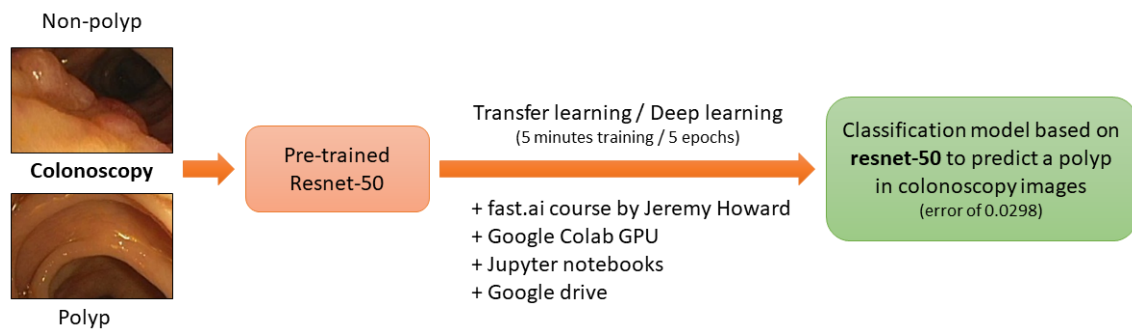 Non-polyp
Colonoscopy
Polyp
Pre-trained
Resnet-50
Transfer learning / Deep learning
(5 minutes training / 5 epochs)
+ fast.ai course by Jeremy Howard
+ Google Colab GPU
+ Jupyter notebooks
+ Google drive
Classification model based on
resnet-50 to predict a polyp
in colonoscopy images
(error of 0.0298)